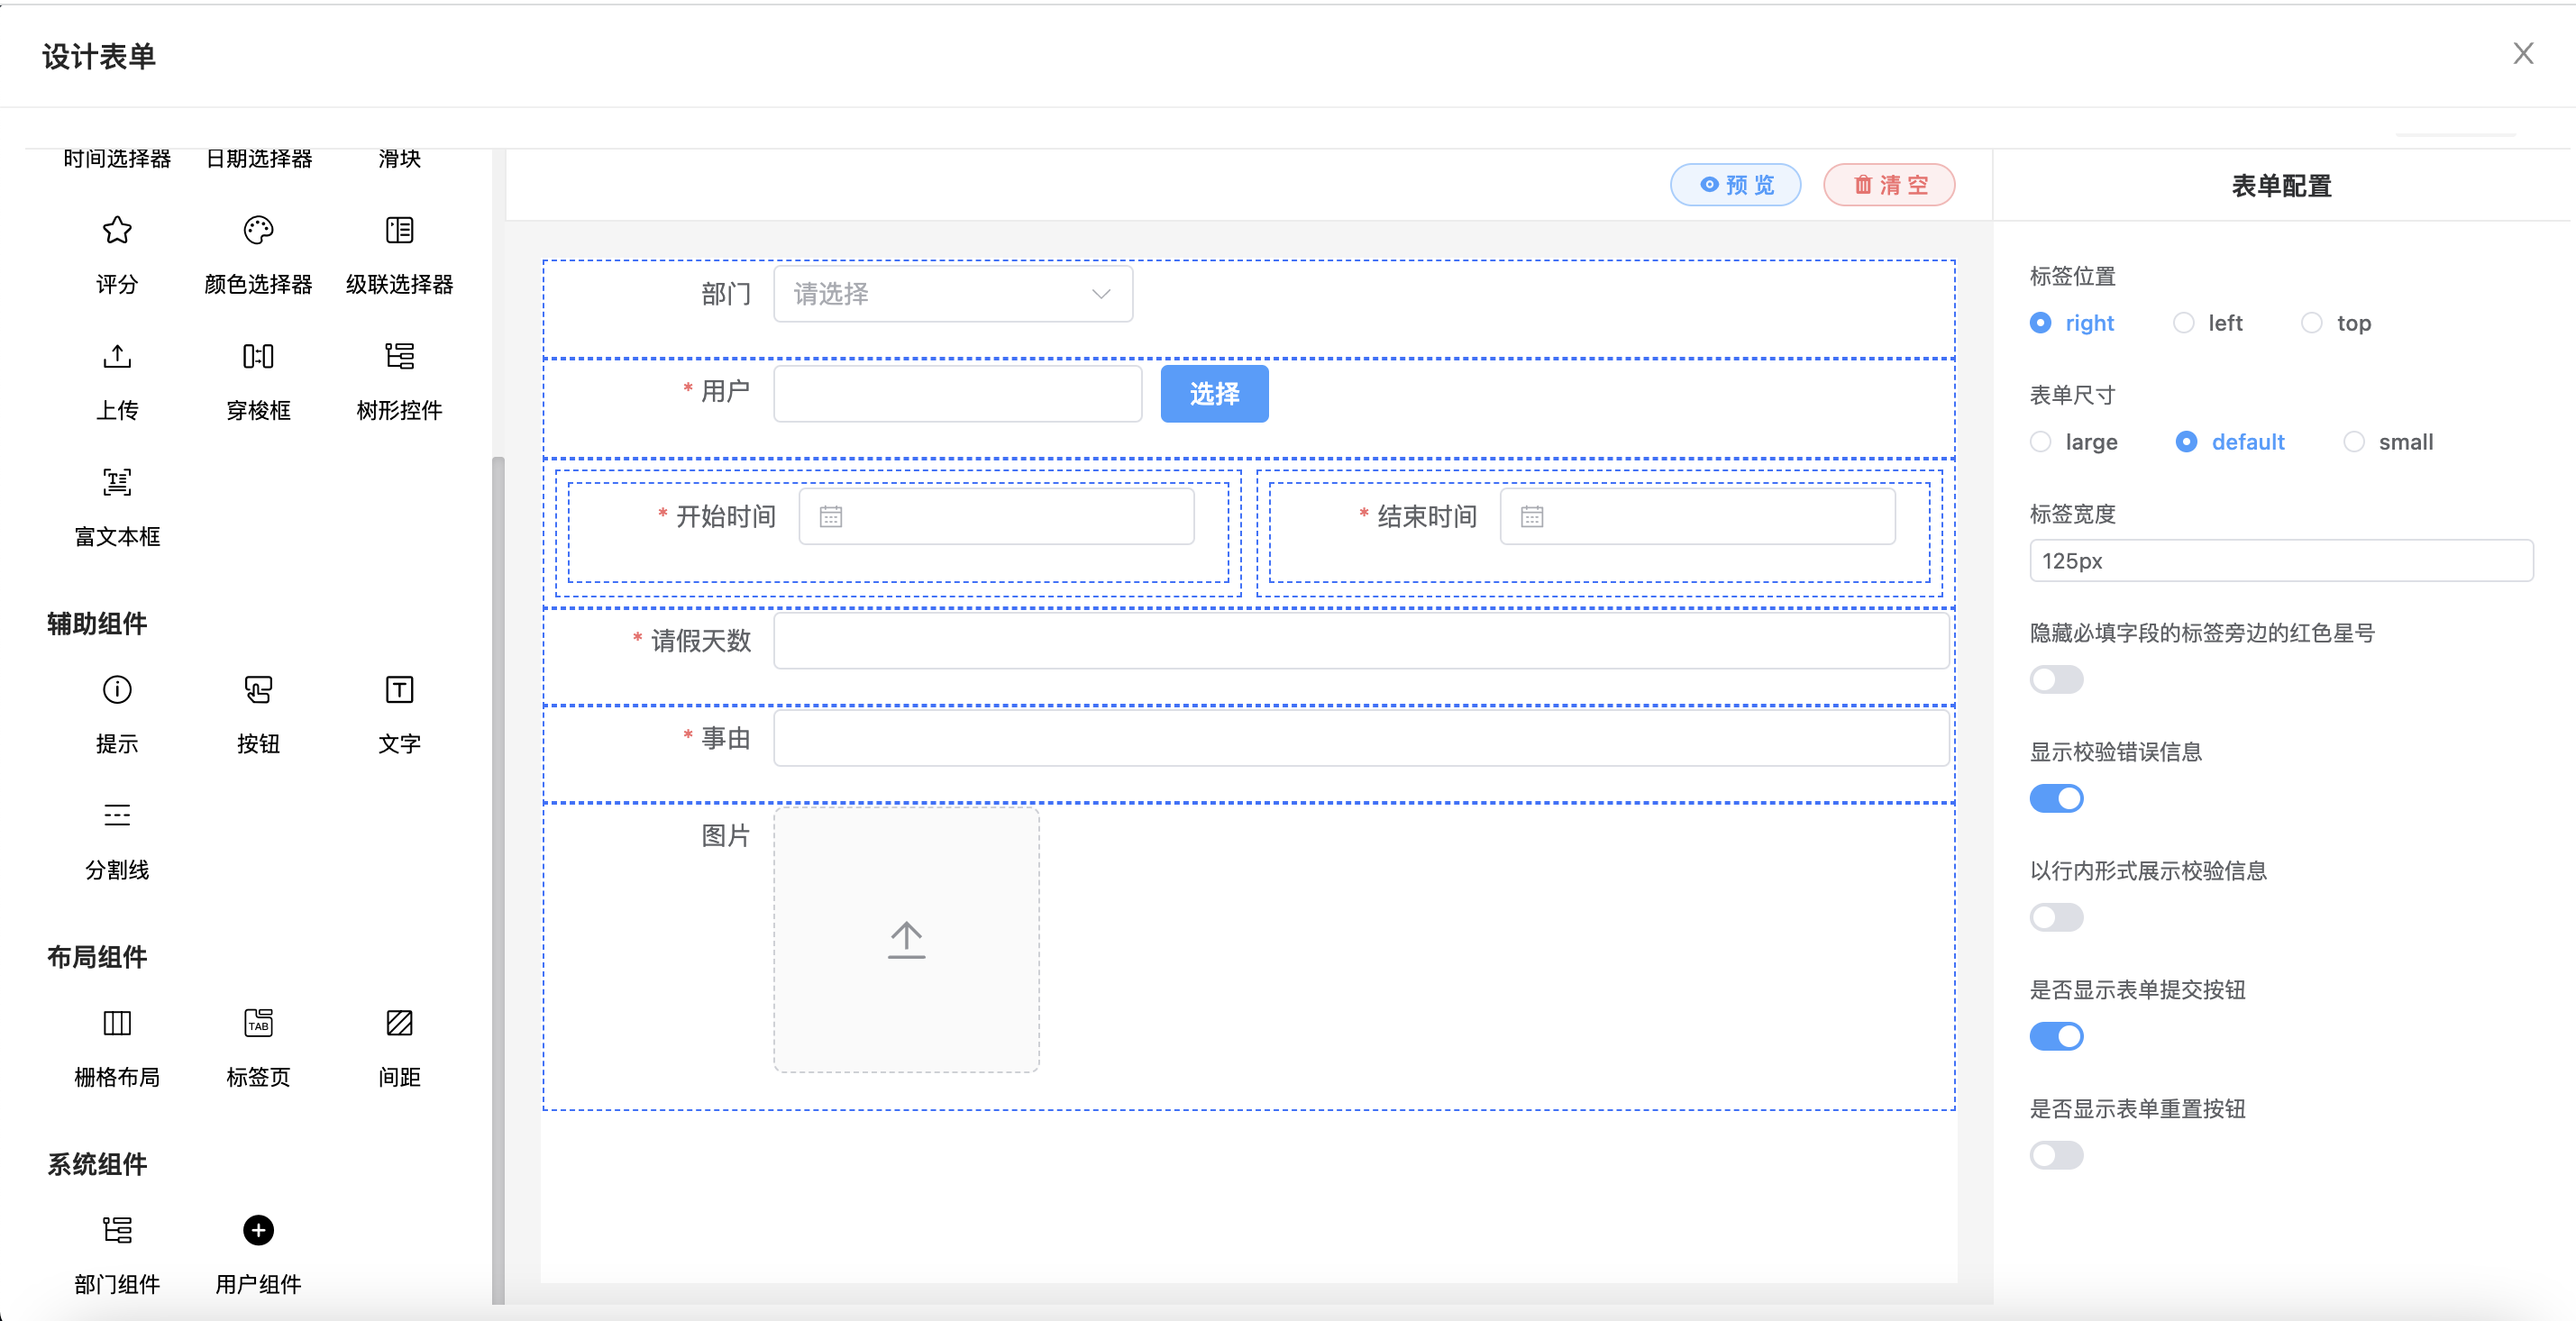 设计表单
时间选择器 日期选择器 滑块
评分 颜色选择器 级联选择器
上传 穿梭框 树形控件
富文本框
辅助组件
提示 按钮 文字
分割线
布局组件
TAB
栅格布局 标签页 间距
系统组件
部门组件 用户组件
预览 清空
部门 请选择
* 用户 选择
* 开始时间 * 结束时间
* 请假天数
* 事由
图片
表单配置
标签位置
right left top
表单尺寸
large default small
标签宽度
125px
隐藏必填字段的标签旁边的红色星号
显示校验错误信息
以行内形式展示校验信息
是否显示表单提交按钮
是否显示表单重置按钮